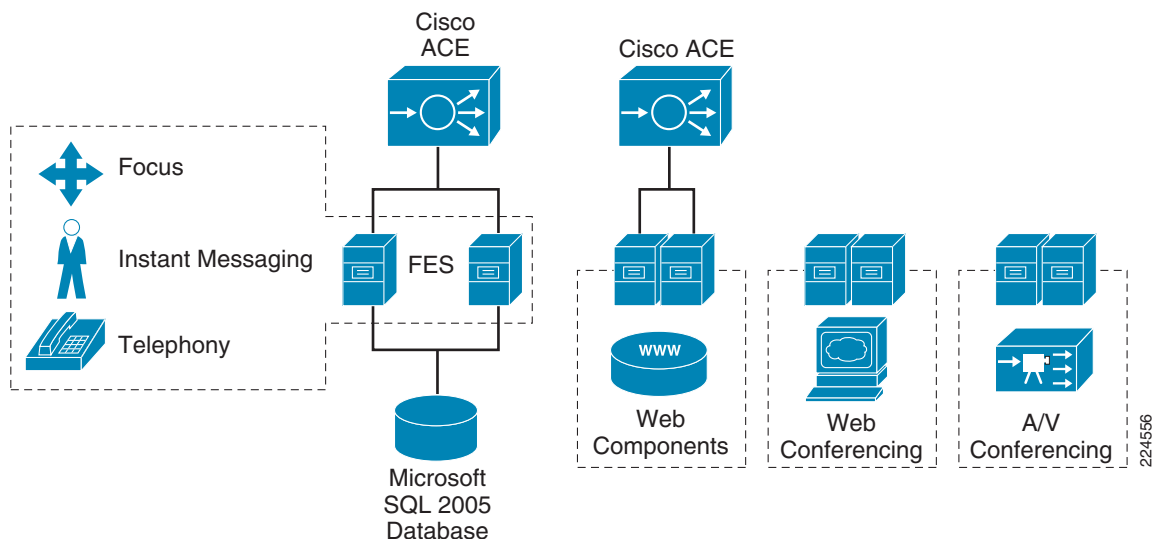 Cisco
ACE
Cisco ACE
Focus
Instant Messaging
FES
Telephony
Microsoft
SQL 2005
Database
WWW
Web
Components
Web
Conferencing
A/V
Conferencing
224556